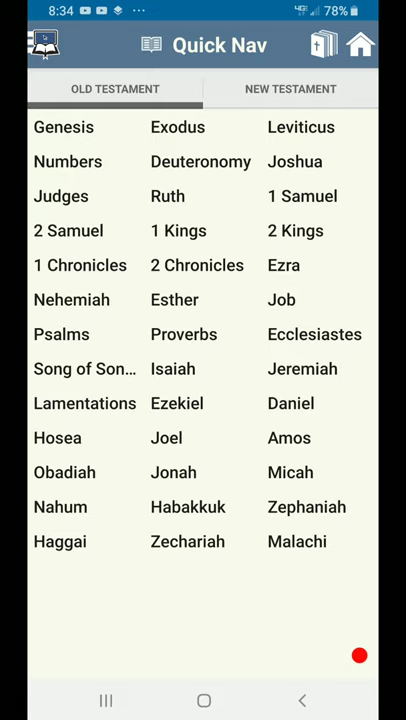 8:34 ... 78%
Quick Nav
OLD TESTAMENT NEW TESTAMENT
Genesis Exodus Leviticus
Numbers Deuteronomy Joshua
Judges Ruth 1 Samuel
2 Samuel 1 Kings 2 Kings
1 Chronicles 2 Chronicles Ezra
Nehemiah Esther Job
Psalms Proverbs Ecclesiastes
Song of Son... Isaiah Jeremiah
Lamentations Ezekiel Daniel
Hosea Joel Amos
Obadiah Jonah Micah
Nahum Habakkuk Zephaniah
Haggai Zechariah Malachi